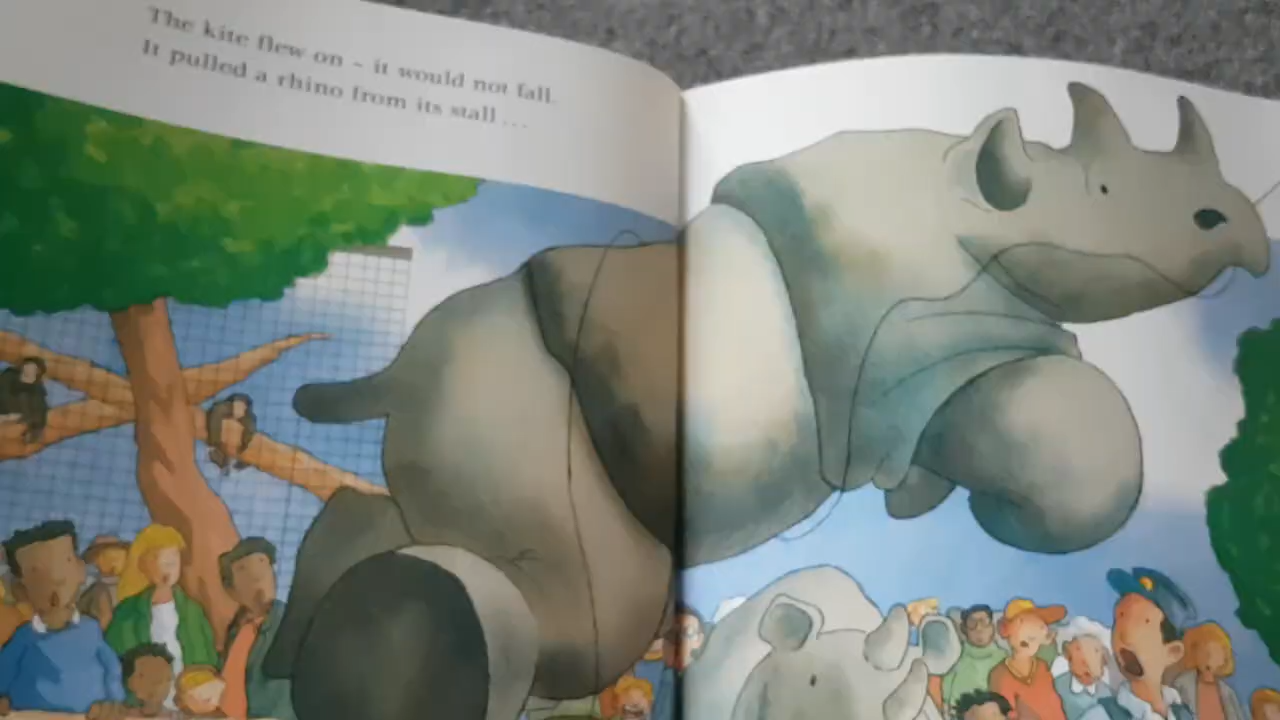 The kite flew on – it would not fall.
It pulled a rhino from its stall ...